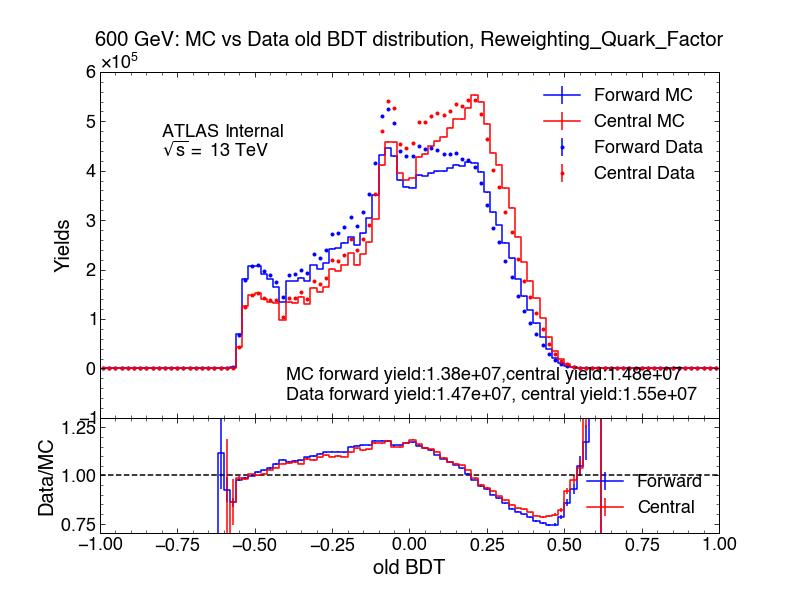 600 GeV: MC vs Data old BDT distribution, Reweighting_Quark_Factor
×10⁵
6
5
4
3
2
1
0
−1
Yields
ATLAS Internal
√s = 13 TeV
Forward MC
Central MC
Forward Data
Central Data
MC forward yield:1.38e+07,central yield:1.48e+07
Data forward yield:1.47e+07, central yield:1.55e+07
1.25
1.00
0.75
Data/MC
Forward
Central
−1.00 −0.75 −0.50 −0.25 0.00 0.25 0.50 0.75 1.00
old BDT